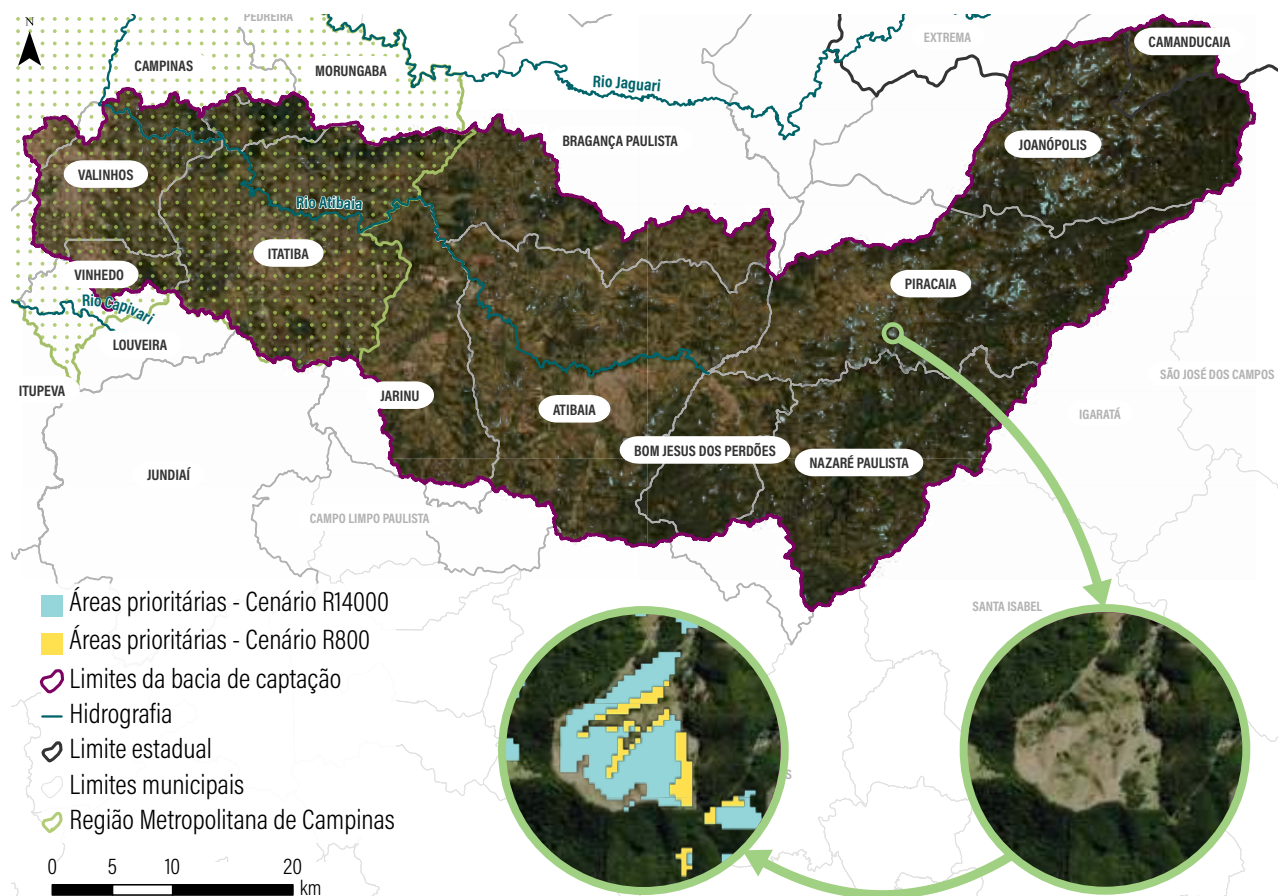 N
PEDREIRA
EXTREMA
CAMANDUCAIA
CAMPINAS
MORUNGABA
Rio Jaguari
BRAGANÇA PAULISTA
JOANÓPOLIS
VALINHOS
Rio Atibaia
ITATIBA
VINHEDO
PIRACAIA
Rio Capivari
LOUVEIRA
ITUPEVA
SÃO JOSÉ DOS CAMPOS
JARINU
ATIBAIA
IGARATÁ
BOM JESUS DOS PERDÕES
NAZARÉ PAULISTA
JUNDIAÍ
CAMPO LIMPO PAULISTA
SANTA ISABEL
Áreas prioritárias - Cenário R14000
Áreas prioritárias - Cenário R800
Limites da bacia de captação
Hidrografia
Limite estadual
Limites municipais
Região Metropolitana de Campinas
0 5 10 20
km